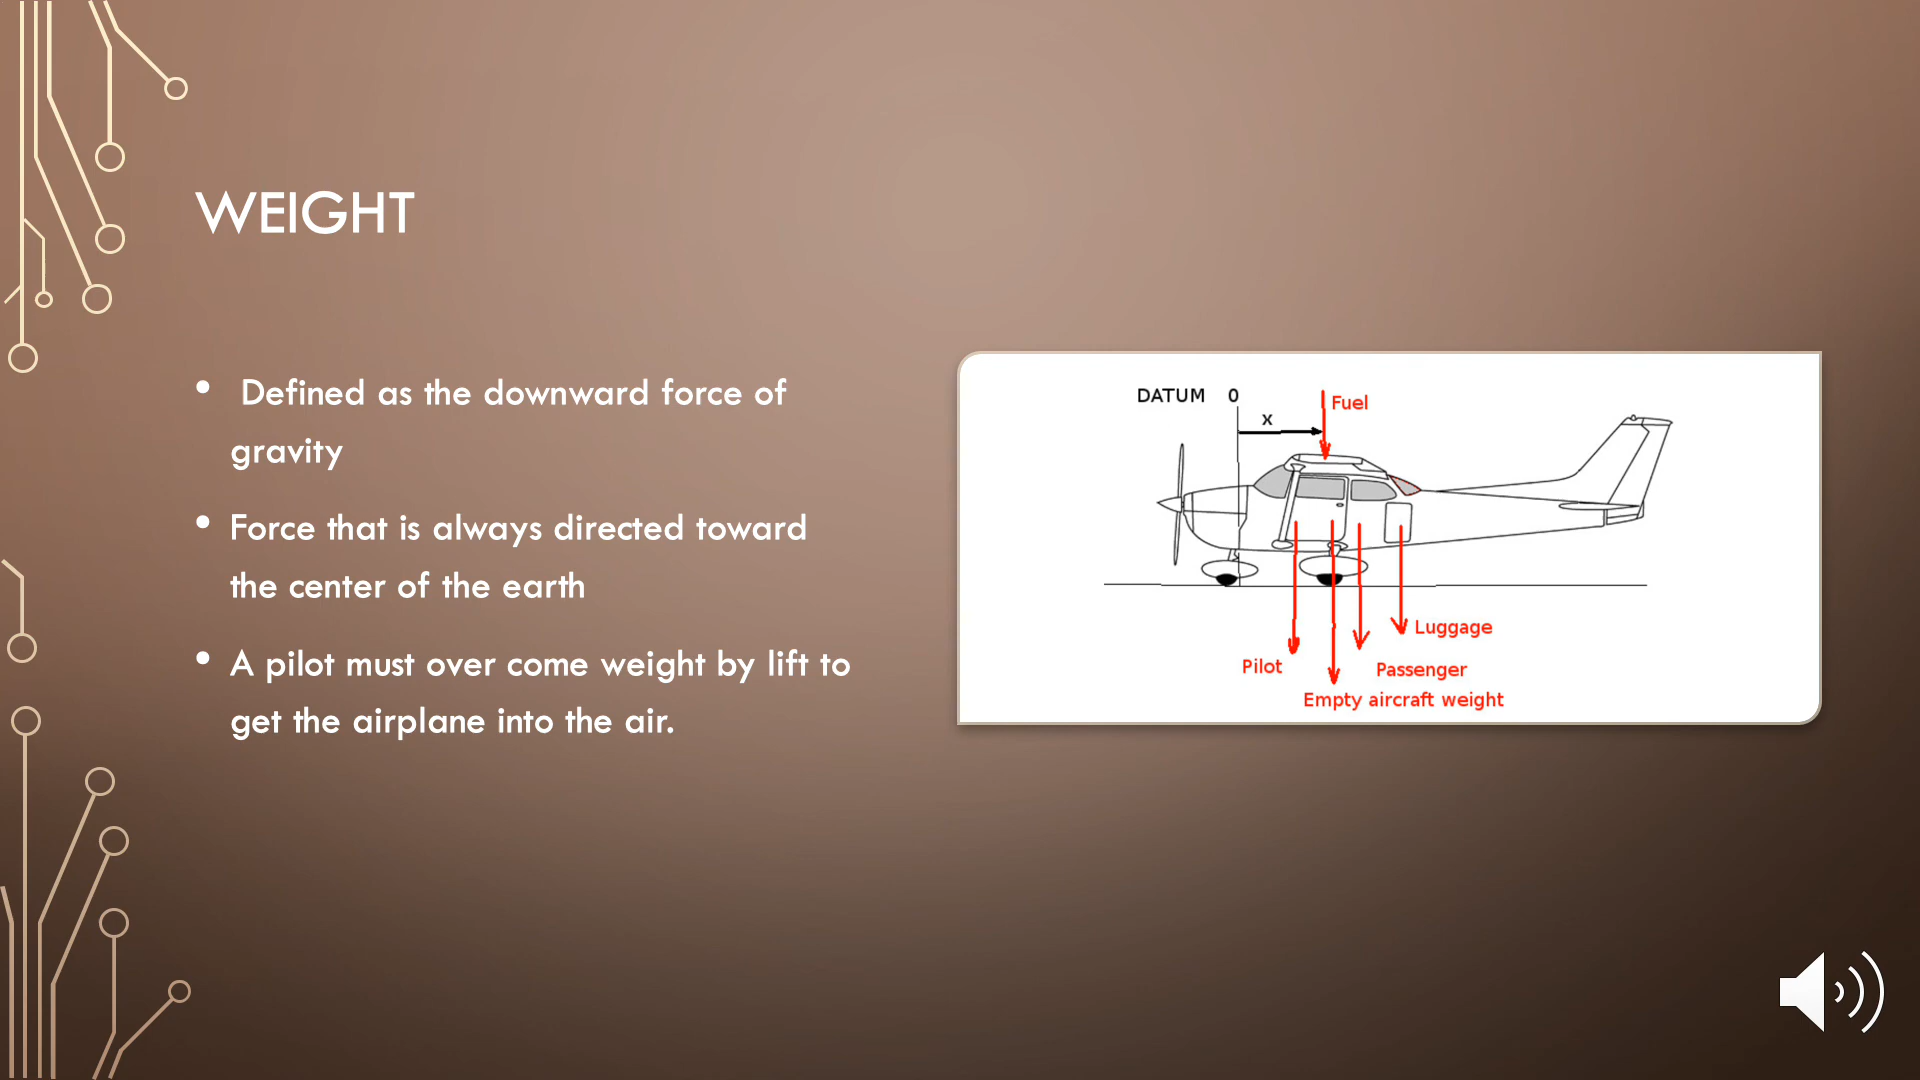 WEIGHT
• Defined as the downward force of
gravity
• Force that is always directed toward
the center of the earth
• A pilot must over come weight by lift to
get the airplane into the air.
DATUM 0
Fuel
x
Luggage
Pilot
Passenger
Empty aircraft weight